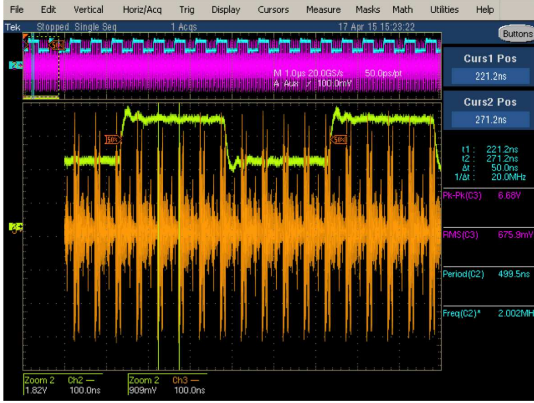 File Edit Vertical Horiz/Acq Trig Display Cursors Measure Masks Math Utilities Help
Tek Stopped Single Seq 1 Acqs 17 Apr 15 15:23:22
Buttons
M 1.0µs 20.0GS/s 50.0ps/pt
A Aux / 100.0mV
Curs1 Pos
221.2ns
Curs2 Pos
271.2ns
t1 : 221.2ns
t2 : 271.2ns
Δt : 50.0ns
1/Δt : 20.0MHz
Pk-Pk(C3) 6.68V
RMS(C3) 675.9mV
Period(C2) 499.5ns
Freq(C2)* 2.002MH
50% 50%
Zoom 2 Ch2 Zoom 2 Ch3
1.82V 100.0ns 909mV 100.0ns